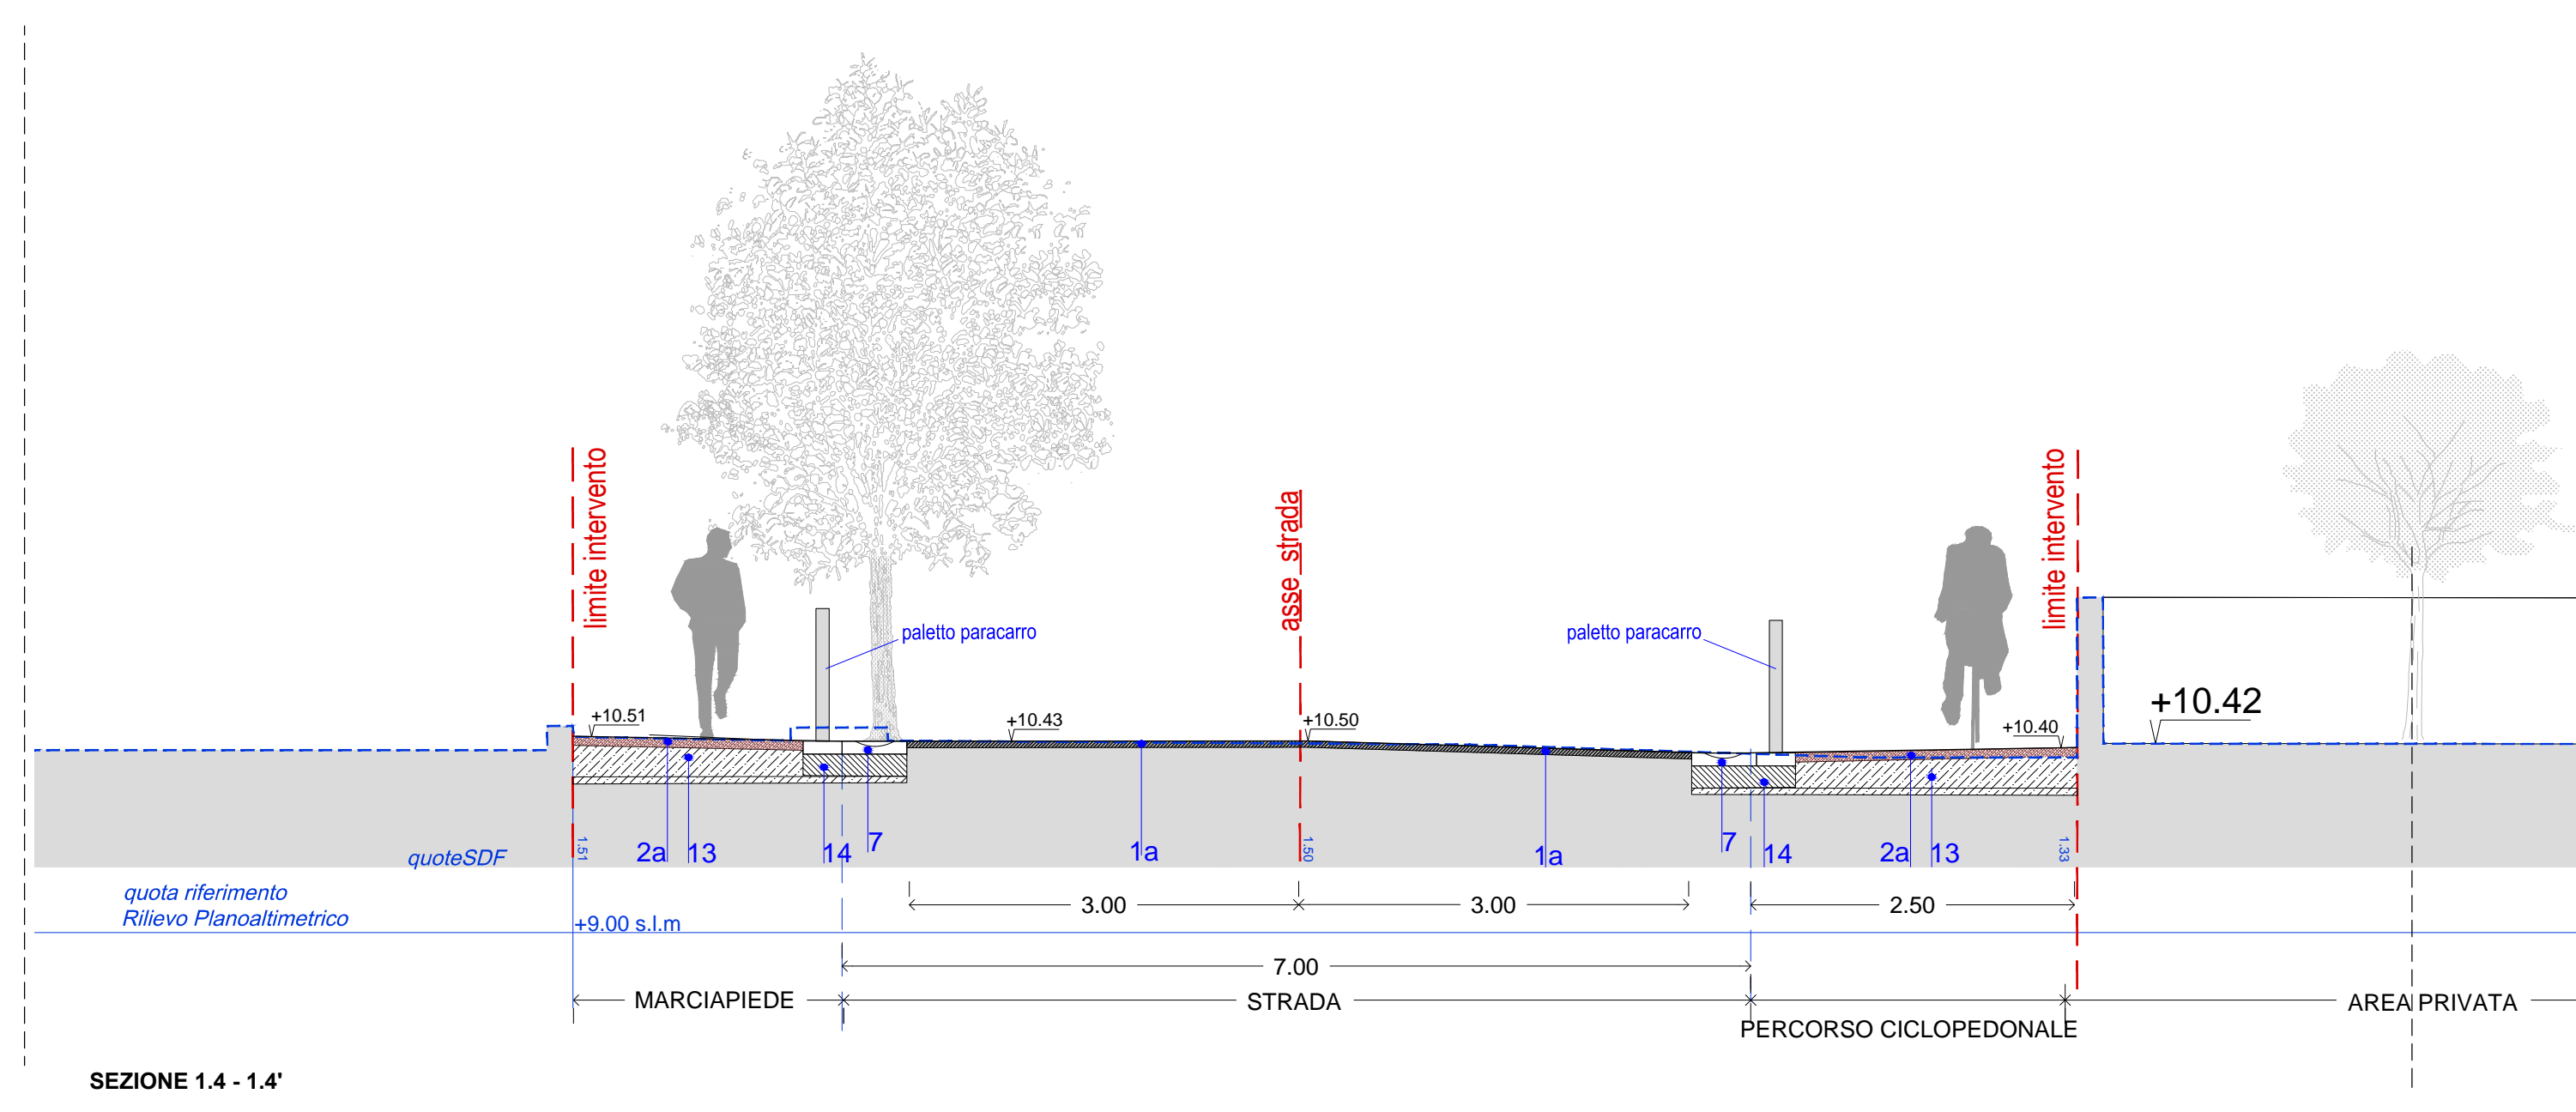 limite intervento
asse strada
limite intervento
paletto paracarro
paletto paracarro
+10.51
+10.43
+10.50
+10.40
+10.42
1.51
1.50
1.33
2a
13
14
7
1a
1a
7
14
2a
13
quoteSDF
quota riferimento
Rilievo Planoaltimetrico
+9.00 s.l.m
3.00
3.00
2.50
7.00
MARCIAPIEDE
STRADA
PERCORSO CICLOPEDONALE
AREA PRIVATA
SEZIONE 1.4 - 1.4'